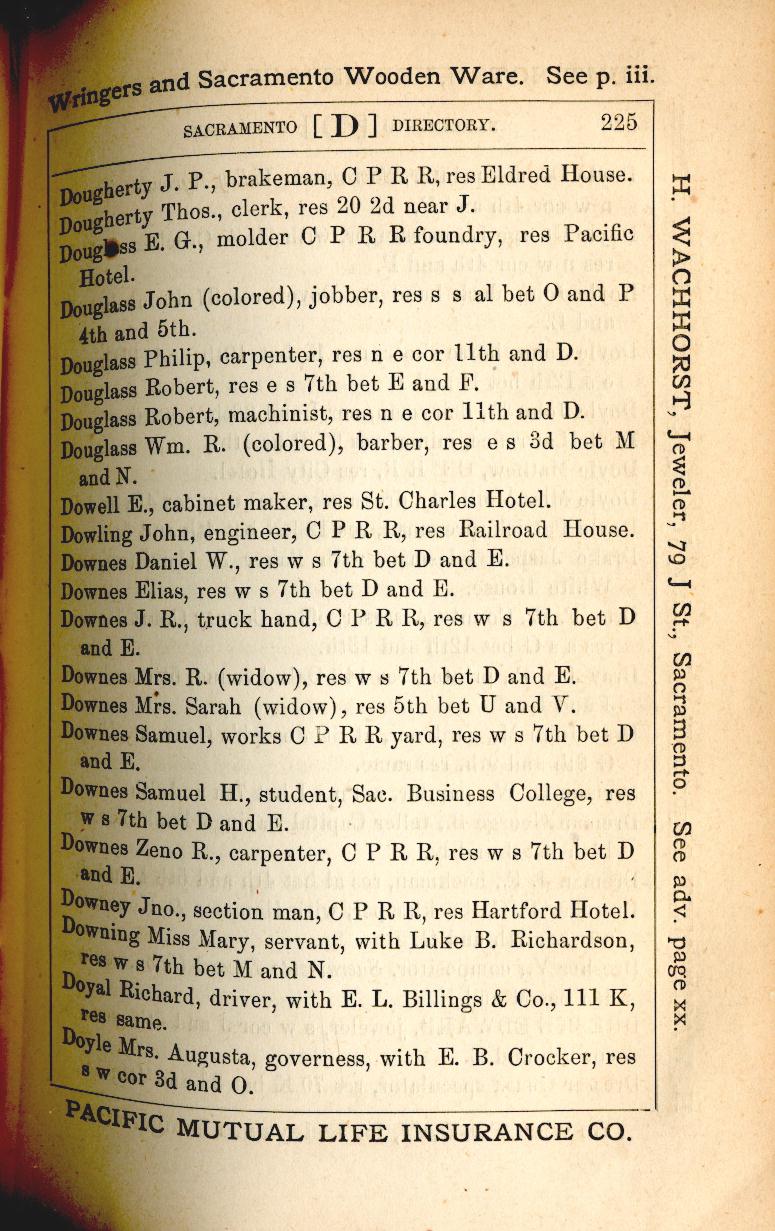 Wringers and Sacramento Wooden Ware. See p. iii.
SACRAMENTO [ D ] DIRECTORY. 225
Dougherty J. P., brakeman, C P R R, res Eldred House.
Dougherty Thos., clerk, res 20 2d near J.
Douglass E. G., molder C P R R foundry, res Pacific
Hotel.
Douglass John (colored), jobber, res s s al bet O and P
4th and 5th.
Douglass Philip, carpenter, res n e cor 11th and D.
Douglass Robert, res e s 7th bet E and F.
Douglass Robert, machinist, res n e cor 11th and D.
Douglass Wm. R. (colored), barber, res e s 3d bet M
and N.
Dowell E., cabinet maker, res St. Charles Hotel.
Dowling John, engineer, C P R R, res Railroad House.
Downes Daniel W., res w s 7th bet D and E.
Downes Elias, res w s 7th bet D and E.
Downes J. R., truck hand, C P R R, res w s 7th bet D
and E.
Downes Mrs. R. (widow), res w s 7th bet D and E.
Downes Mrs. Sarah (widow), res 5th bet U and V.
Downes Samuel, works C P R R yard, res w s 7th bet D
and E.
Downes Samuel H., student, Sac. Business College, res
w s 7th bet D and E.
Downes Zeno R., carpenter, C P R R, res w s 7th bet D
and E.
Downey Jno., section man, C P R R, res Hartford Hotel.
Downing Miss Mary, servant, with Luke B. Richardson,
res w s 7th bet M and N.
Doyal Richard, driver, with E. L. Billings & Co., 111 K,
res same.
Doyle Mrs. Augusta, governess, with E. B. Crocker, res
s w cor 3d and O.
PACIFIC MUTUAL LIFE INSURANCE CO.
H. WACHHORST, Jeweler, 79 J St., Sacramento. See adv. page xx.